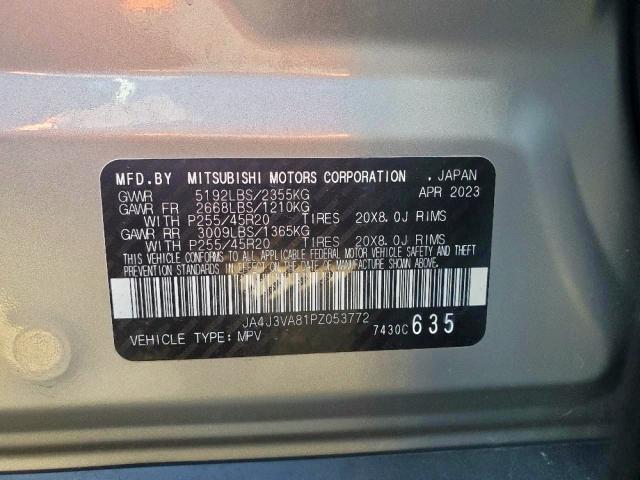 MFD.BY MITSUBISHI MOTORS CORPORATION , JAPAN
GVWR 5192LBS/2355KG APR 2023
GAWR FR 2668LBS/1210KG
WITH P255/45R20 TIRES 20X8.0J RIMS
GAWR RR 3009LBS/1365KG
WITH P255/45R20 TIRES 20X8.0J RIMS
THIS VEHICLE CONFORMS TO ALL APPLICABLE FEDERAL MOTOR VEHICLE SAFETY AND THEFT
PREVENTION STANDARDS IN EFFECT ON THE DATE OF MANUFACTURE SHOWN ABOVE.
JA4J3VA81PZ053772
VEHICLE TYPE: MPV 7430C 635